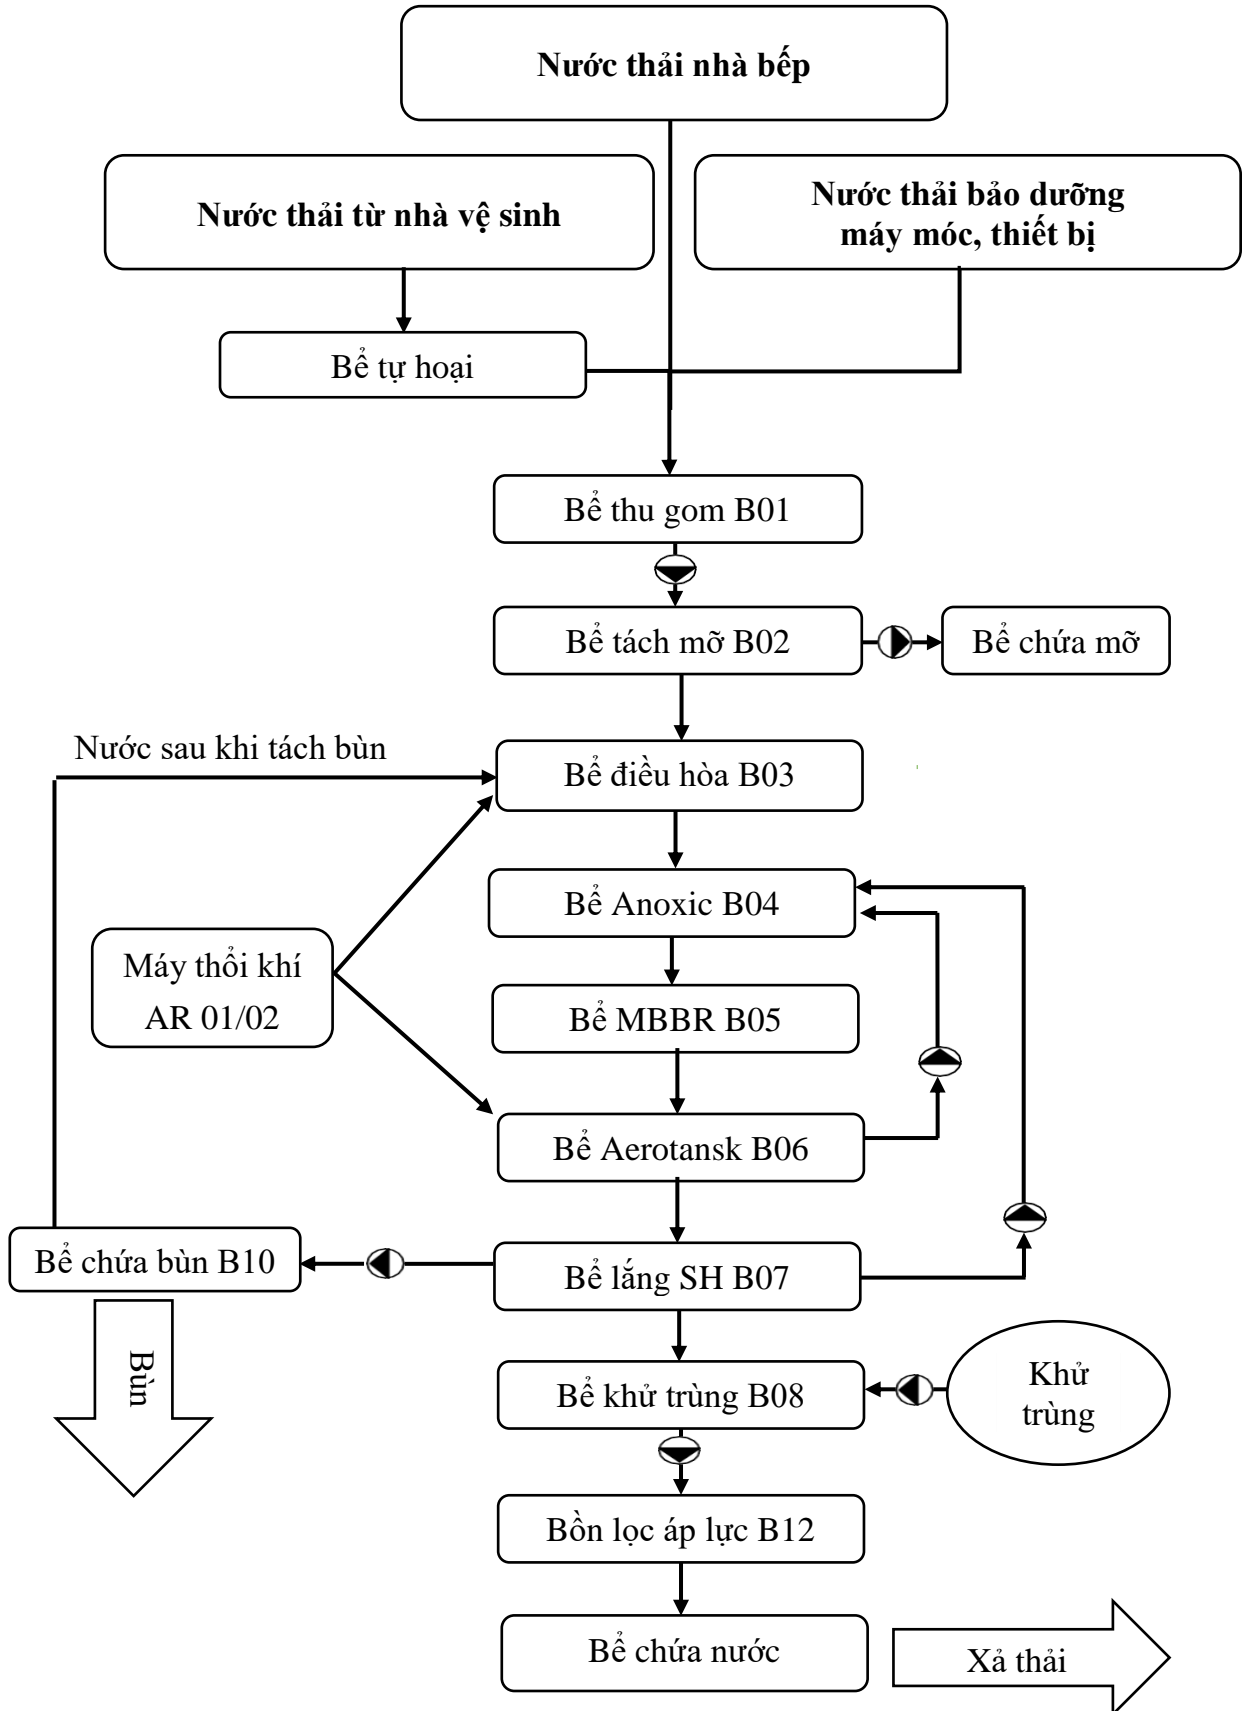 Nước thải nhà bếp
Nước thải từ nhà vệ sinh
Nước thải bảo dưỡng
máy móc, thiết bị
Bể tự hoại
Bể thu gom B01
Bể tách mỡ B02
Bể chứa mỡ
Nước sau khi tách bùn
Bể điều hòa B03
Bể Anoxic B04
Máy thổi khí
AR 01/02
Bể MBBR B05
Bể Aerotansk B06
Bể chứa bùn B10
Bể lắng SH B07
Bùn
Bể khử trùng B08
Khử
trùng
Bồn lọc áp lực B12
Bể chứa nước
Xả thải